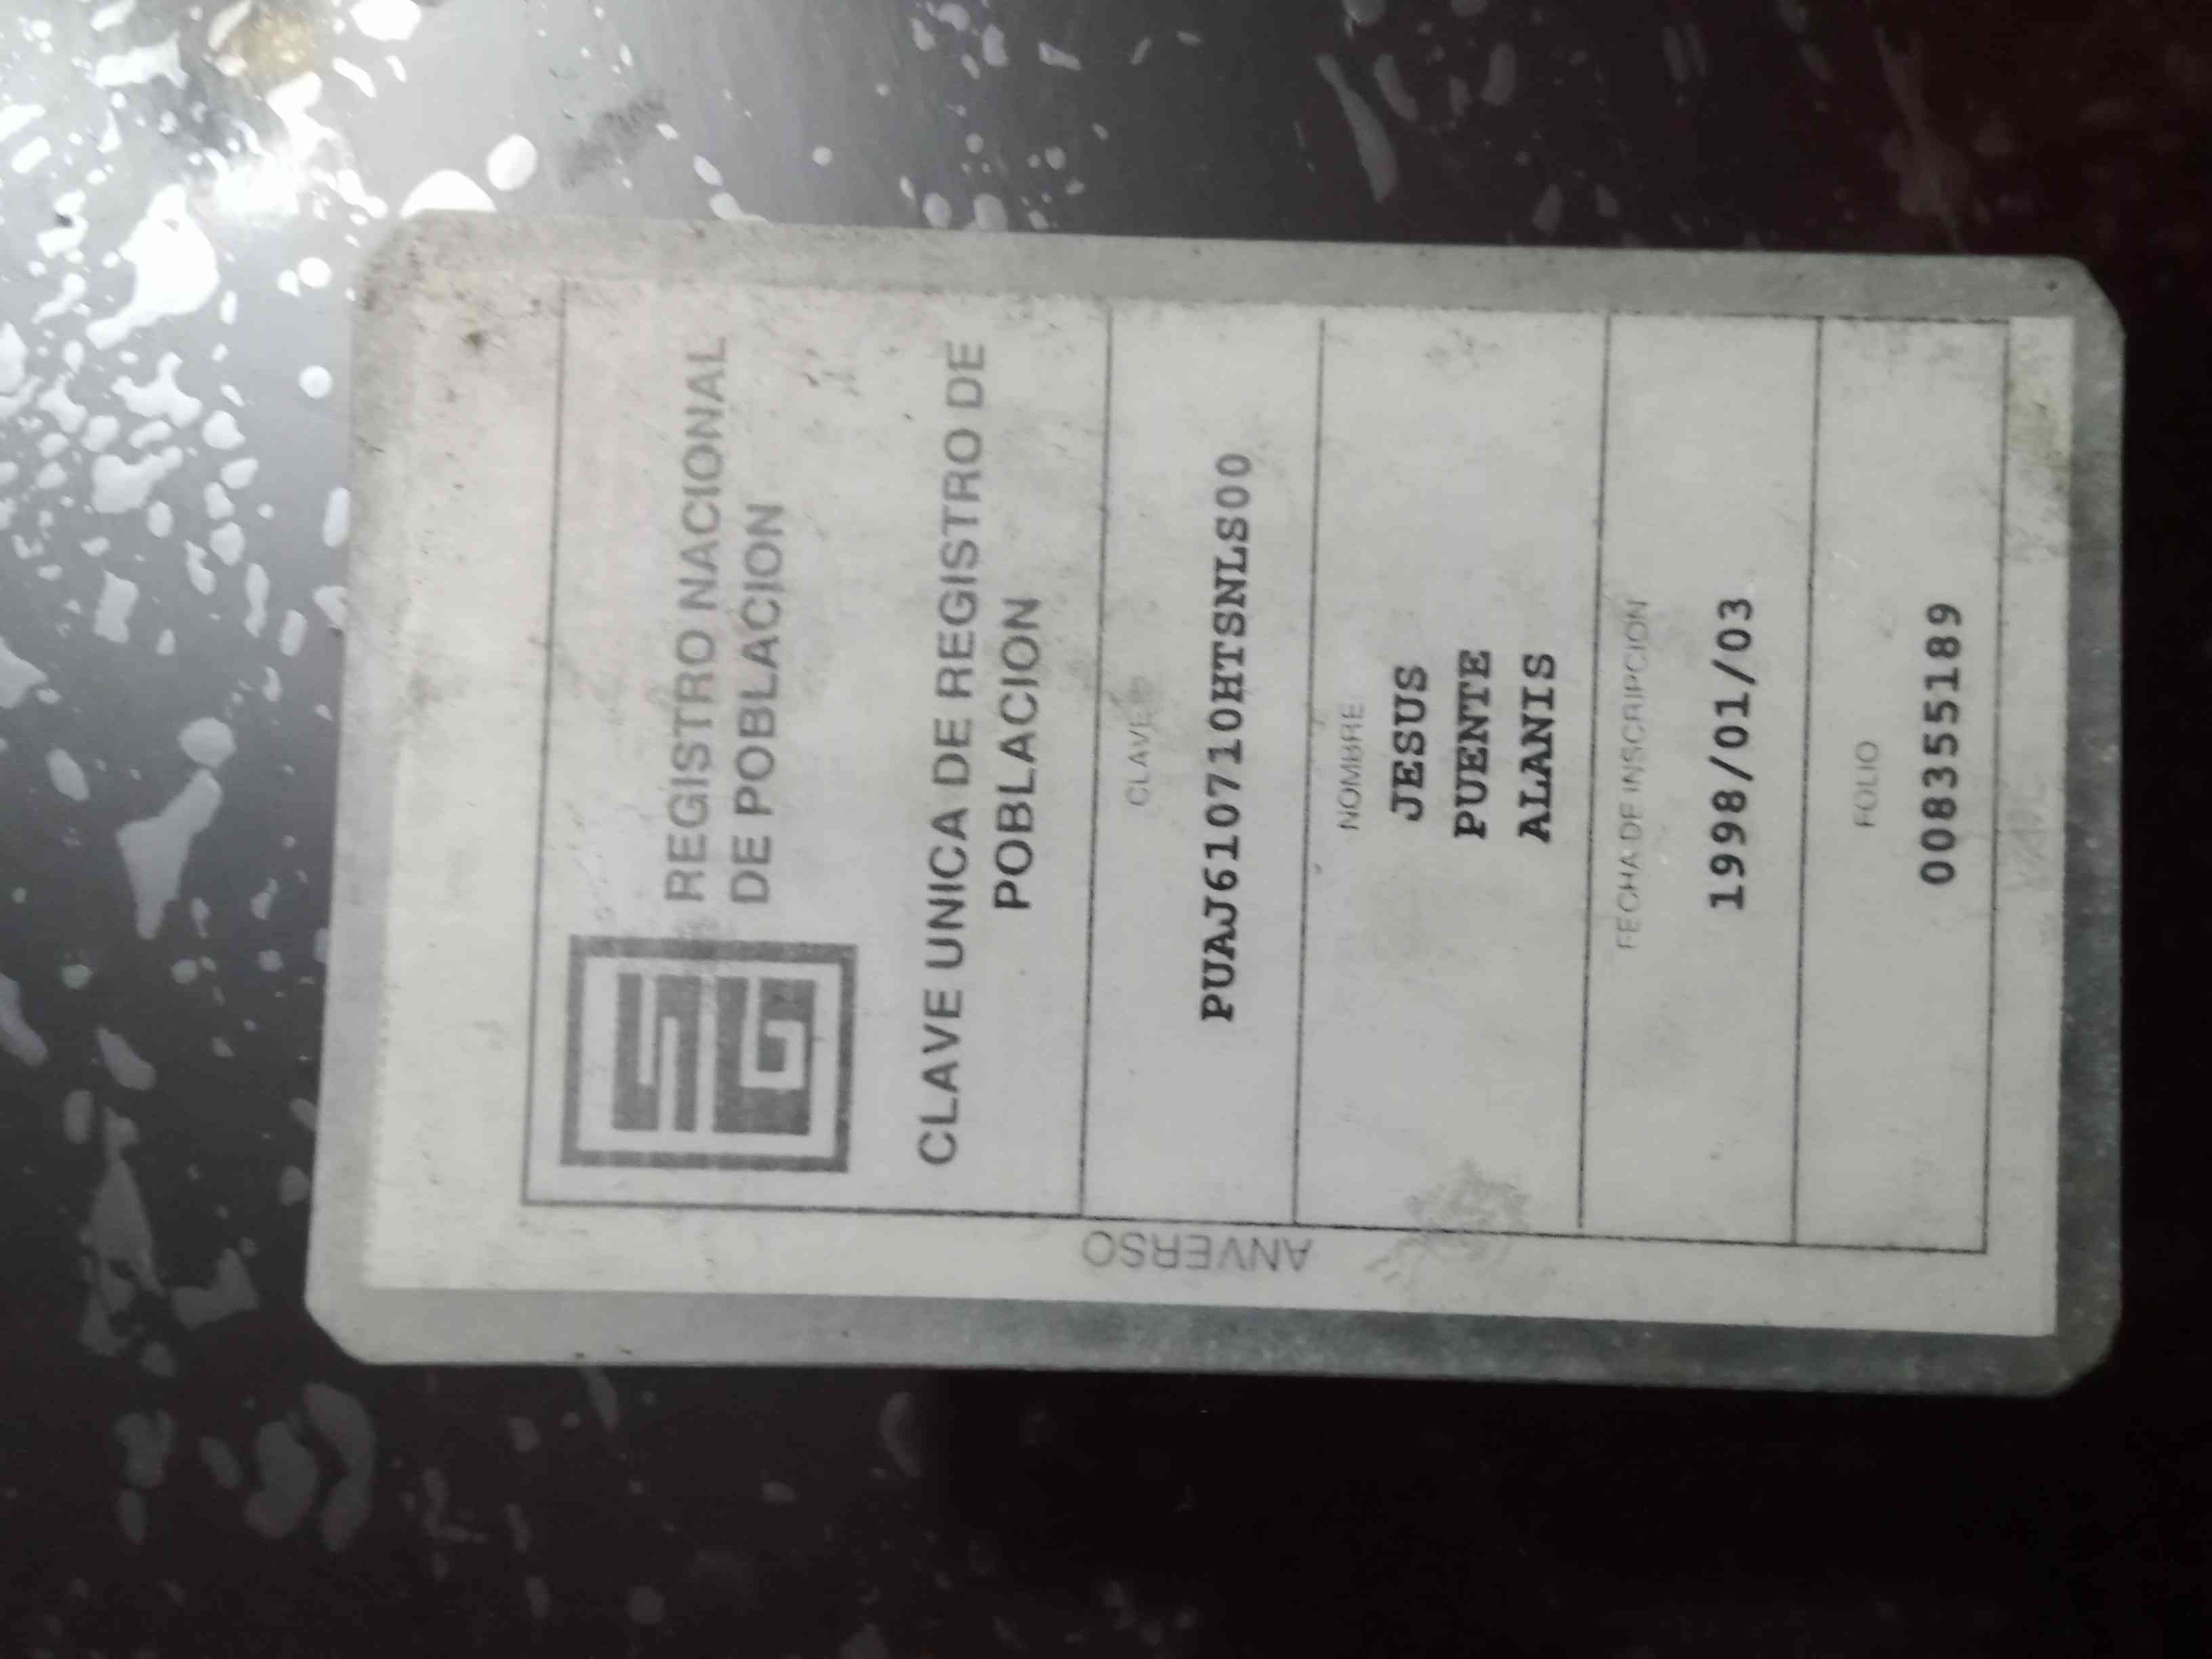 SG
REGISTRO NACIONAL
DE POBLACION
CLAVE UNICA DE REGISTRO DE
POBLACION
CLAVE
PUAJ610710HTSNLS00
NOMBRE
JESUS
PUENTE
ALANIS
FECHA DE INSCRIPCION
1998/01/03
FOLIO
008355189
ANVERSO